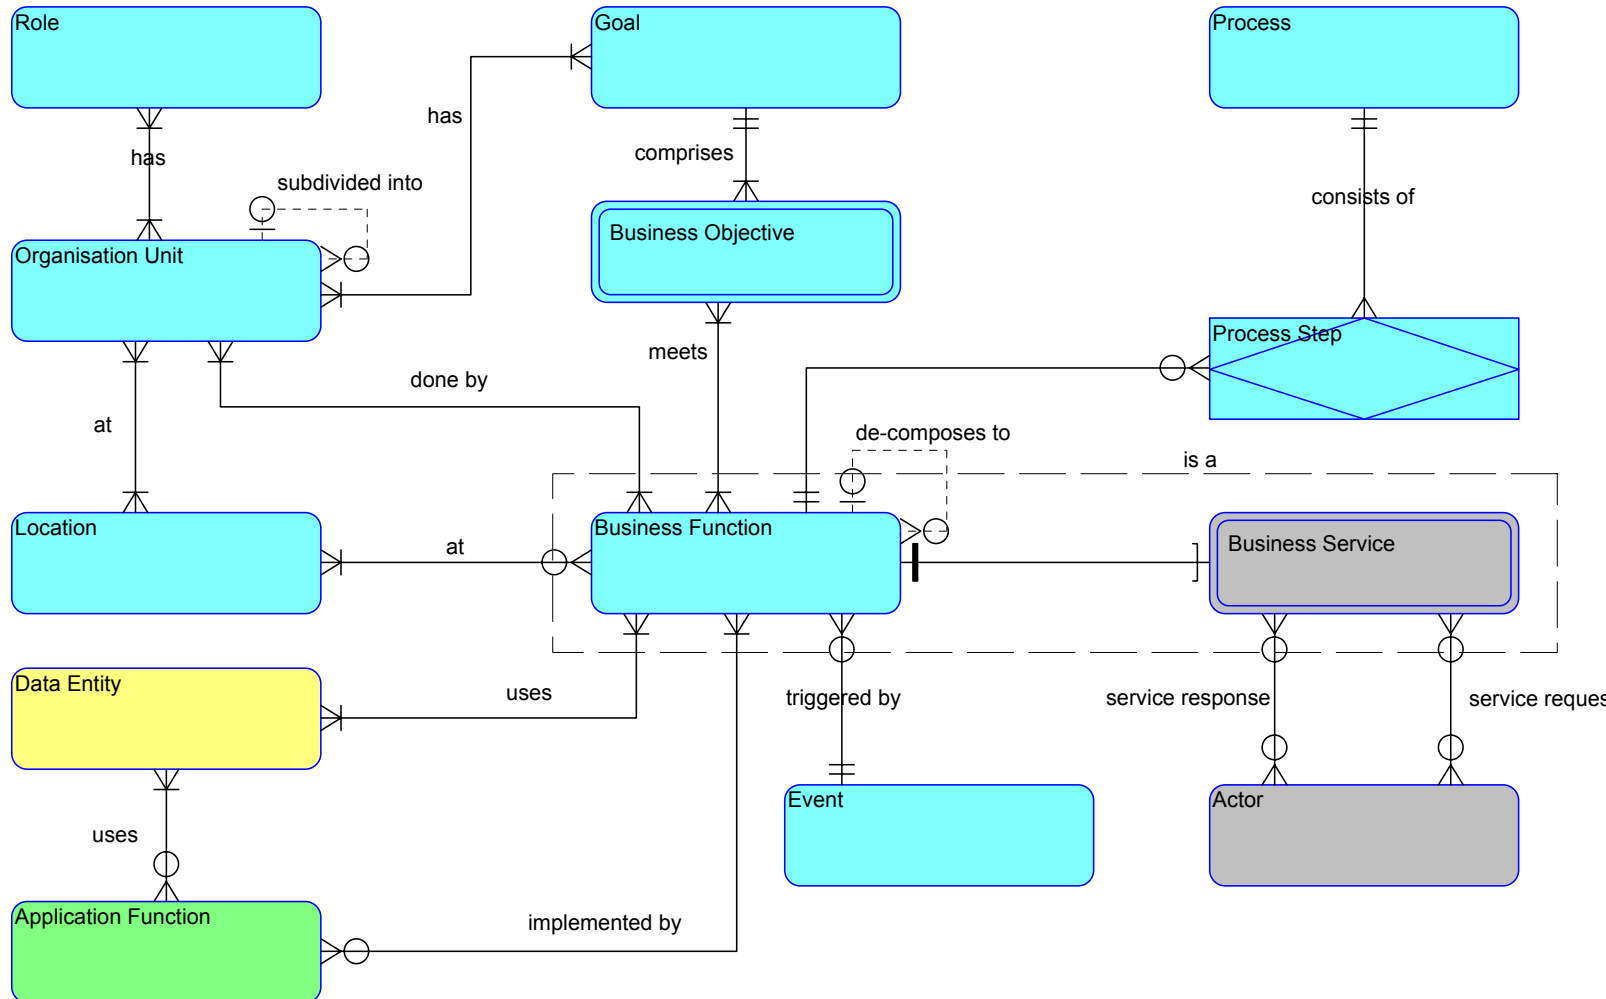 Role
Goal
Process
has
has
comprises
subdivided into
consists of
Business Objective
Organisation Unit
Process Step
meets
done by
at
de-composes to
is a
Location
Business Function
Business Service
at
Data Entity
uses
triggered by
service response
service reques
Event
Actor
uses
Application Function
implemented by